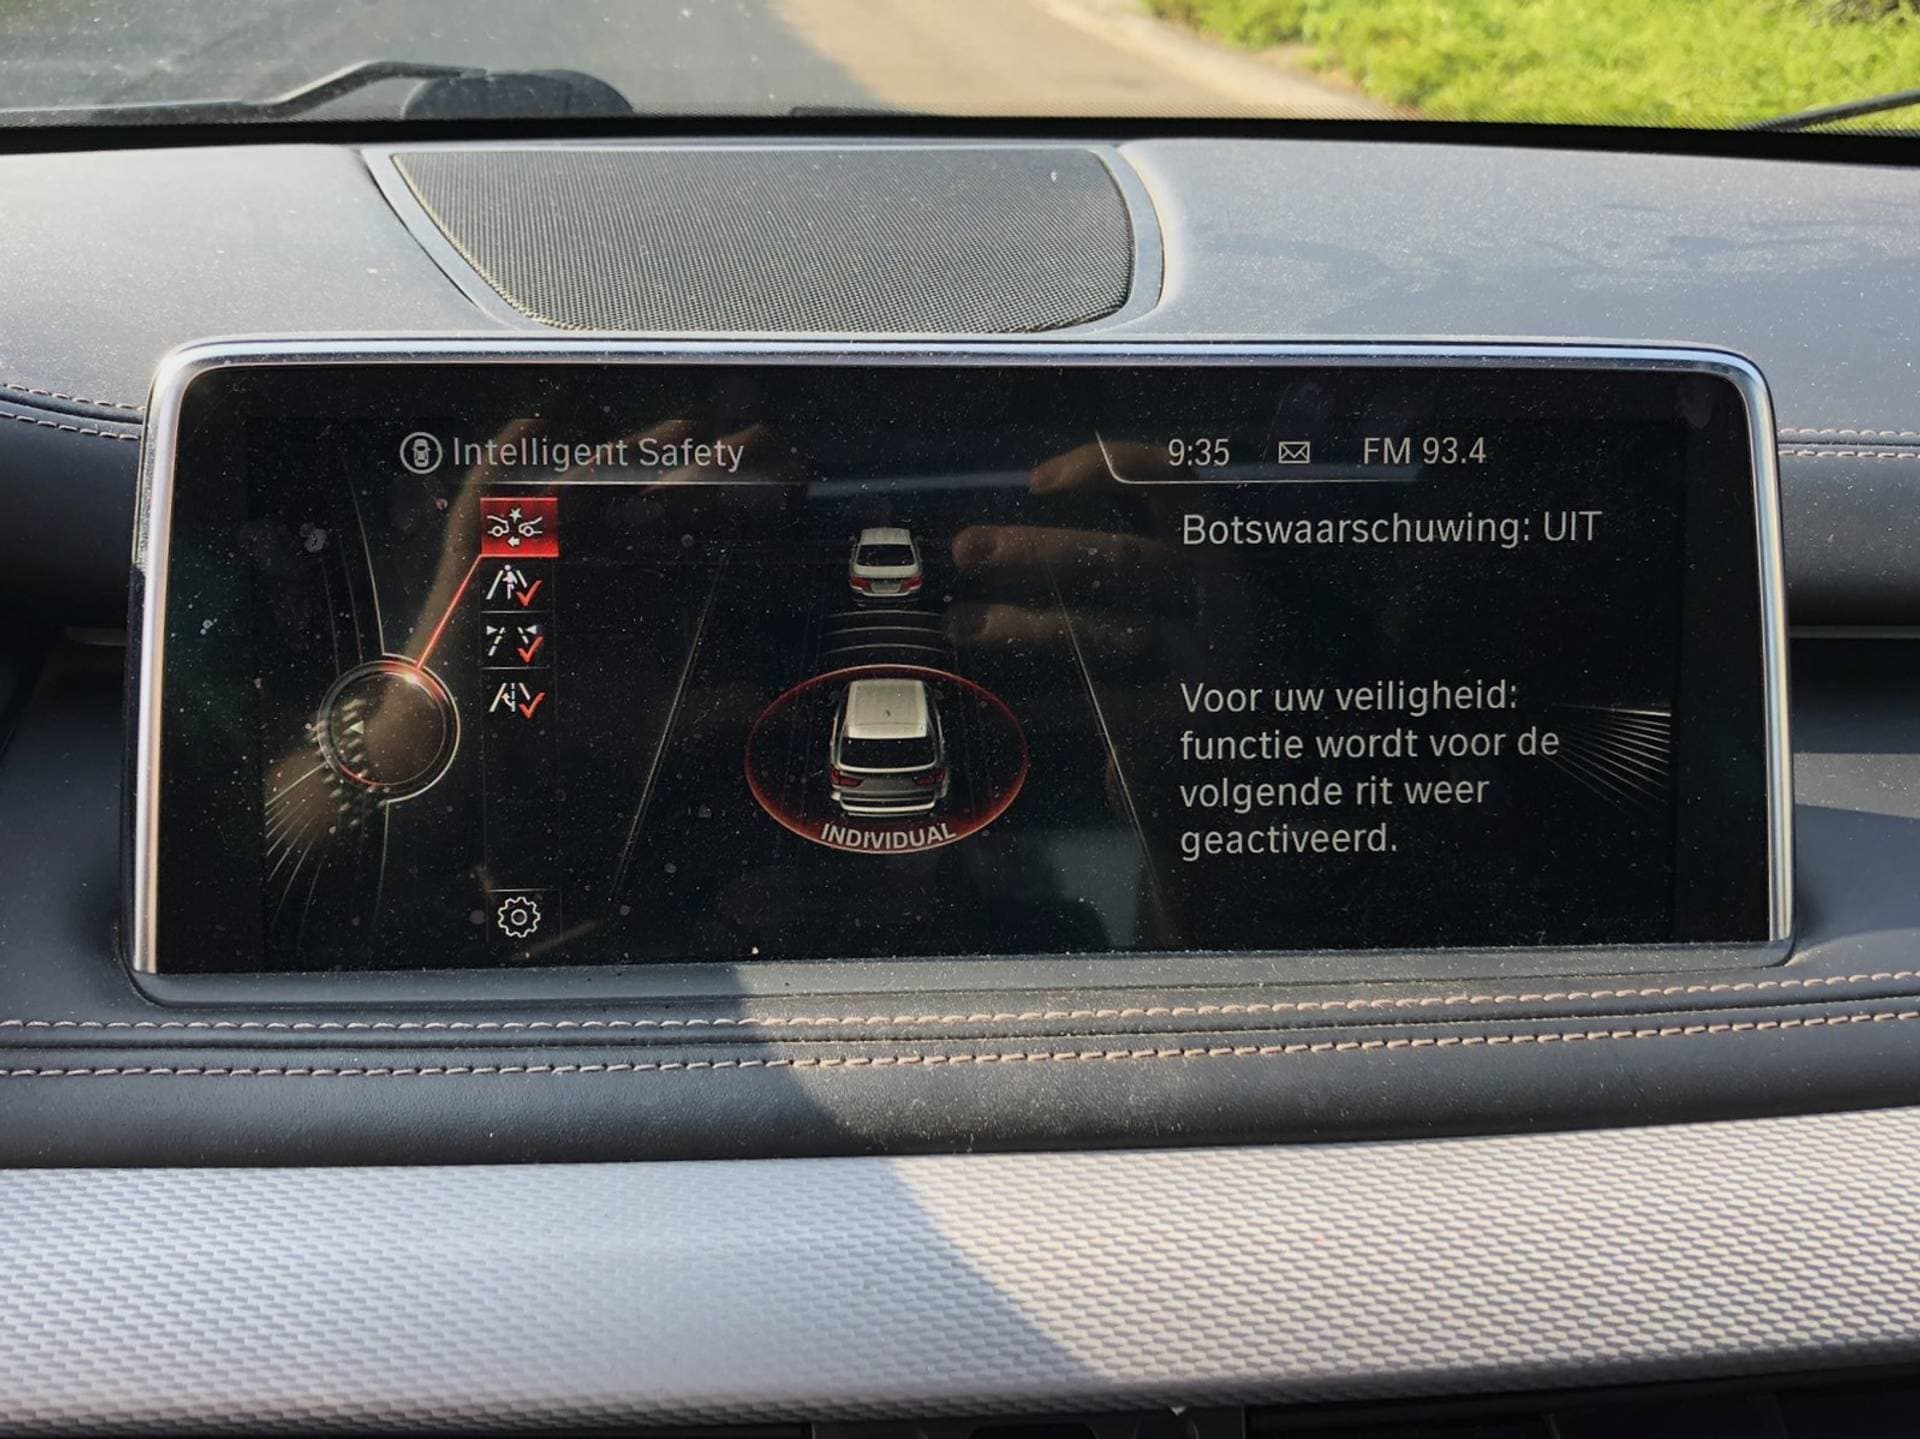 Intelligent Safety
9:35 FM 93.4
Botswaarschuwing: UIT
Voor uw veiligheid:
functie wordt voor de
volgende rit weer
geactiveerd.
INDIVIDUAL